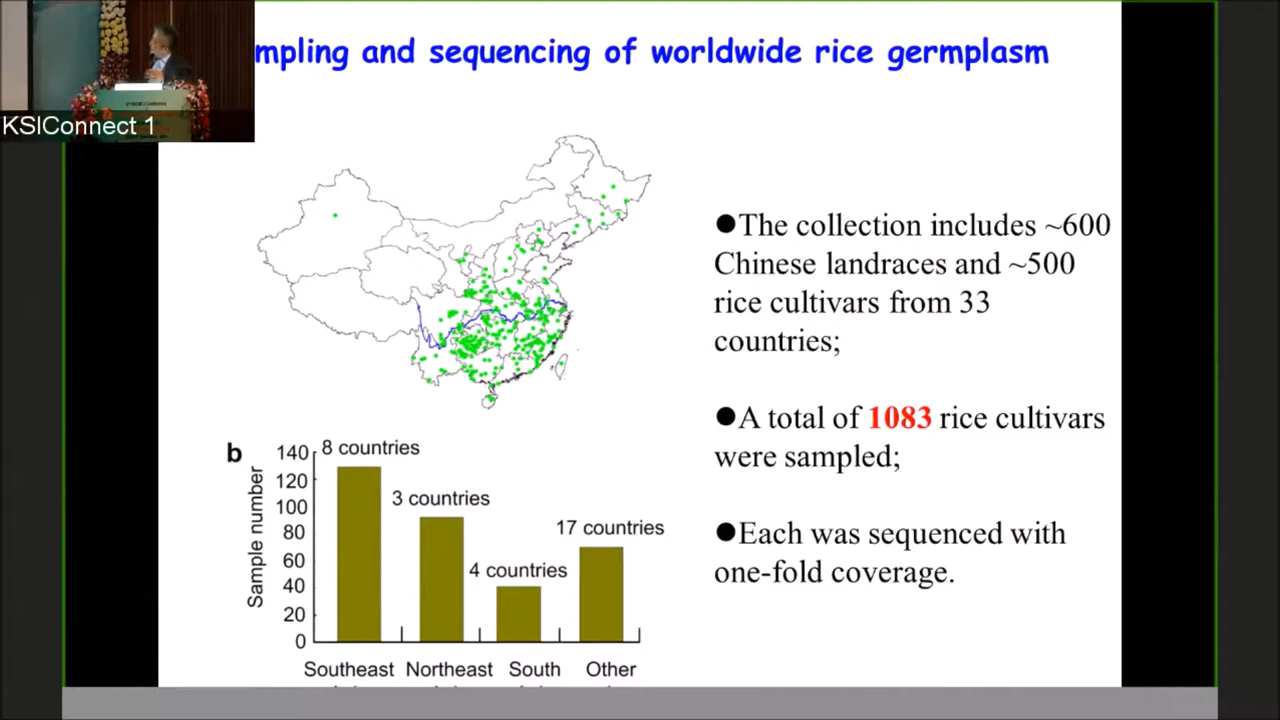 mpling and sequencing of worldwide rice germplasm
KSIConnect 1
●The collection includes ~600
Chinese landraces and ~500
rice cultivars from 33
countries;
●A total of 1083 rice cultivars
were sampled;
●Each was sequenced with
one-fold coverage.
b
Sample number
140
120
100
80
60
40
20
0
8 countries
3 countries
4 countries
17 countries
Southeast
Northeast
South
Other